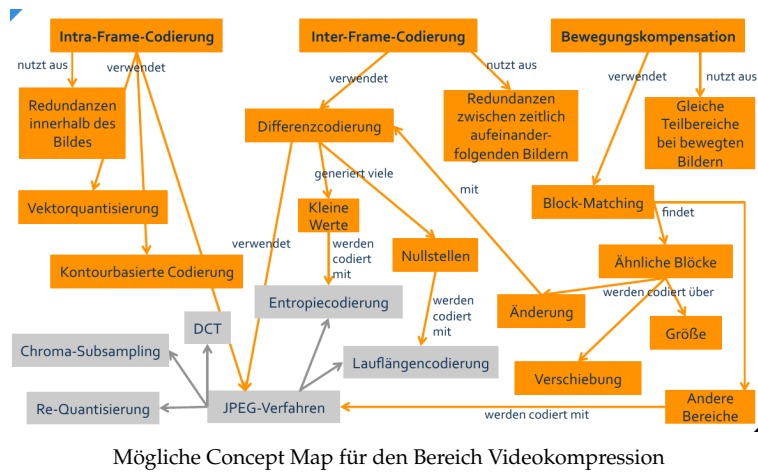 Intra-Frame-Codierung
Inter-Frame-Codierung
Bewegungskompensation
nutzt aus
verwendet
verwendet
nutzt aus
verwendet
nutzt aus
Redundanzen
innerhalb des
Bildes
Differenzcodierung
Redundanzen
zwischen zeitlich
aufeinander-
folgenden Bildern
Gleiche
Teilbereiche
bei bewegten
Bildern
generiert viele
mit
Vektorquantisierung
Kleine
Werte
Block-Matching
findet
verwendet
werden
codiert
mit
Nullstellen
Ähnliche Blöcke
Kontourbasierte Codierung
werden codiert über
Entropiecodierung
werden
codiert
mit
Änderung
DCT
Größe
Chroma-Subsampling
Lauflängencodierung
Verschiebung
Re-Quantisierung
JPEG-Verfahren
werden codiert mit
Andere
Bereiche
Mögliche Concept Map für den Bereich Videokompression